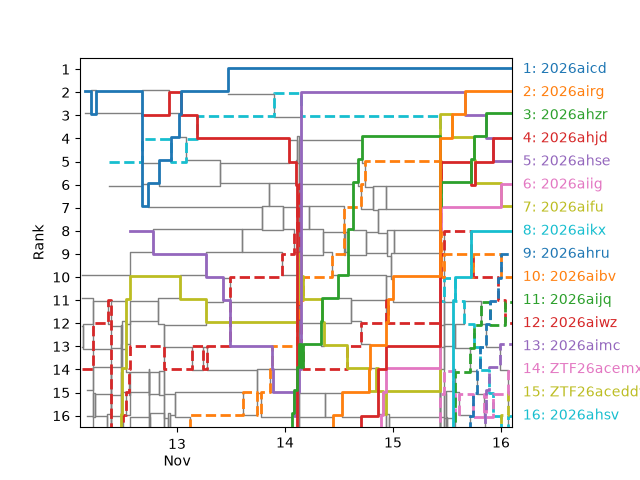 1
2
3
4
5
6
7
8
9
10
11
12
13
14
15
16
Rank
13
14
15
16
Nov
1: 2026aicd
2: 2026airg
3: 2026ahzr
4: 2026ahjd
5: 2026ahse
6: 2026aiig
7: 2026aifu
8: 2026aikx
9: 2026ahru
10: 2026aibv
11: 2026aijq
12: 2026aiwz
13: 2026aimc
14: ZTF26acemx
15: ZTF26acedd
16: 2026ahsv